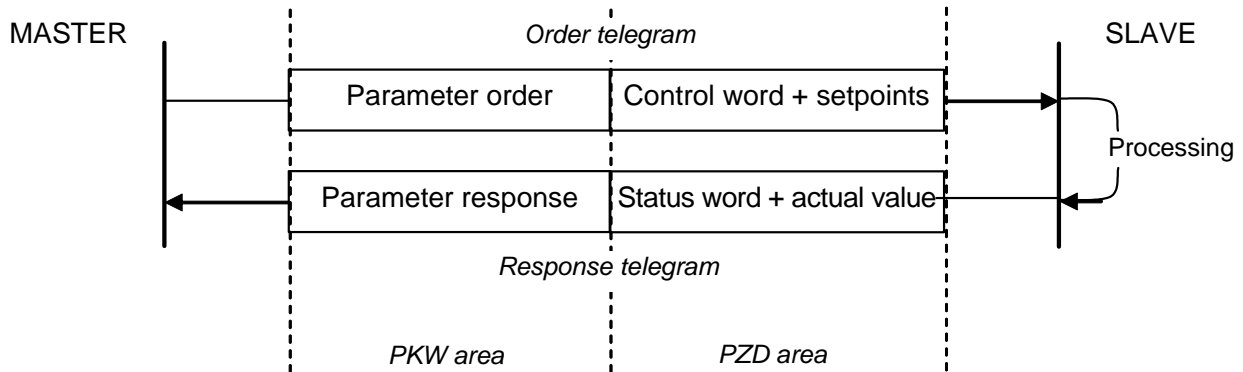 MASTER
Order telegram
SLAVE
Parameter order
Control word + setpoints
Processing
Parameter response
Status word + actual value
Response telegram
PKW area
PZD area